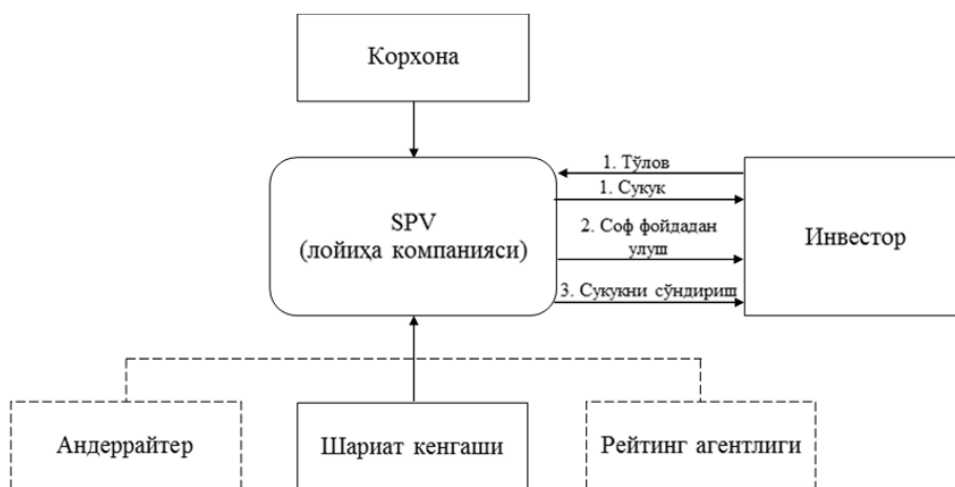 Корхона
1. Тўлов
1. Сукук
SPV
(лойиҳа компанияси)
2. Соф фойдадан
улуш
Инвестор
3. Сукукни сўндириш
Андеррайтер
Шариат кенгаши
Рейтинг агентлиги